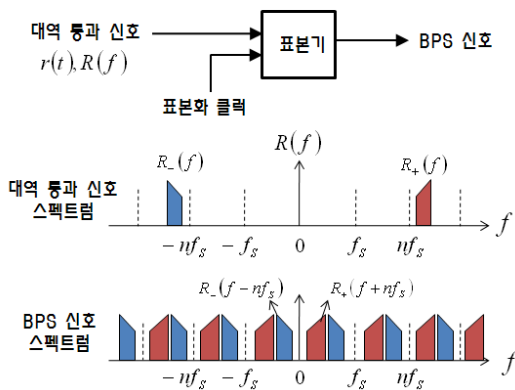 대역 통과 신호
r(t), R(f)
표본기
BPS 신호
표본화 클럭
R(f)
R_(f)
R₊(f)
대역 통과 신호
스펙트럼
-nfₛ -fₛ 0 fₛ nfₛ f
R_(f-nfₛ) R₊(f+nfₛ)
BPS 신호
스펙트럼
-nfₛ -fₛ 0 fₛ nfₛ f